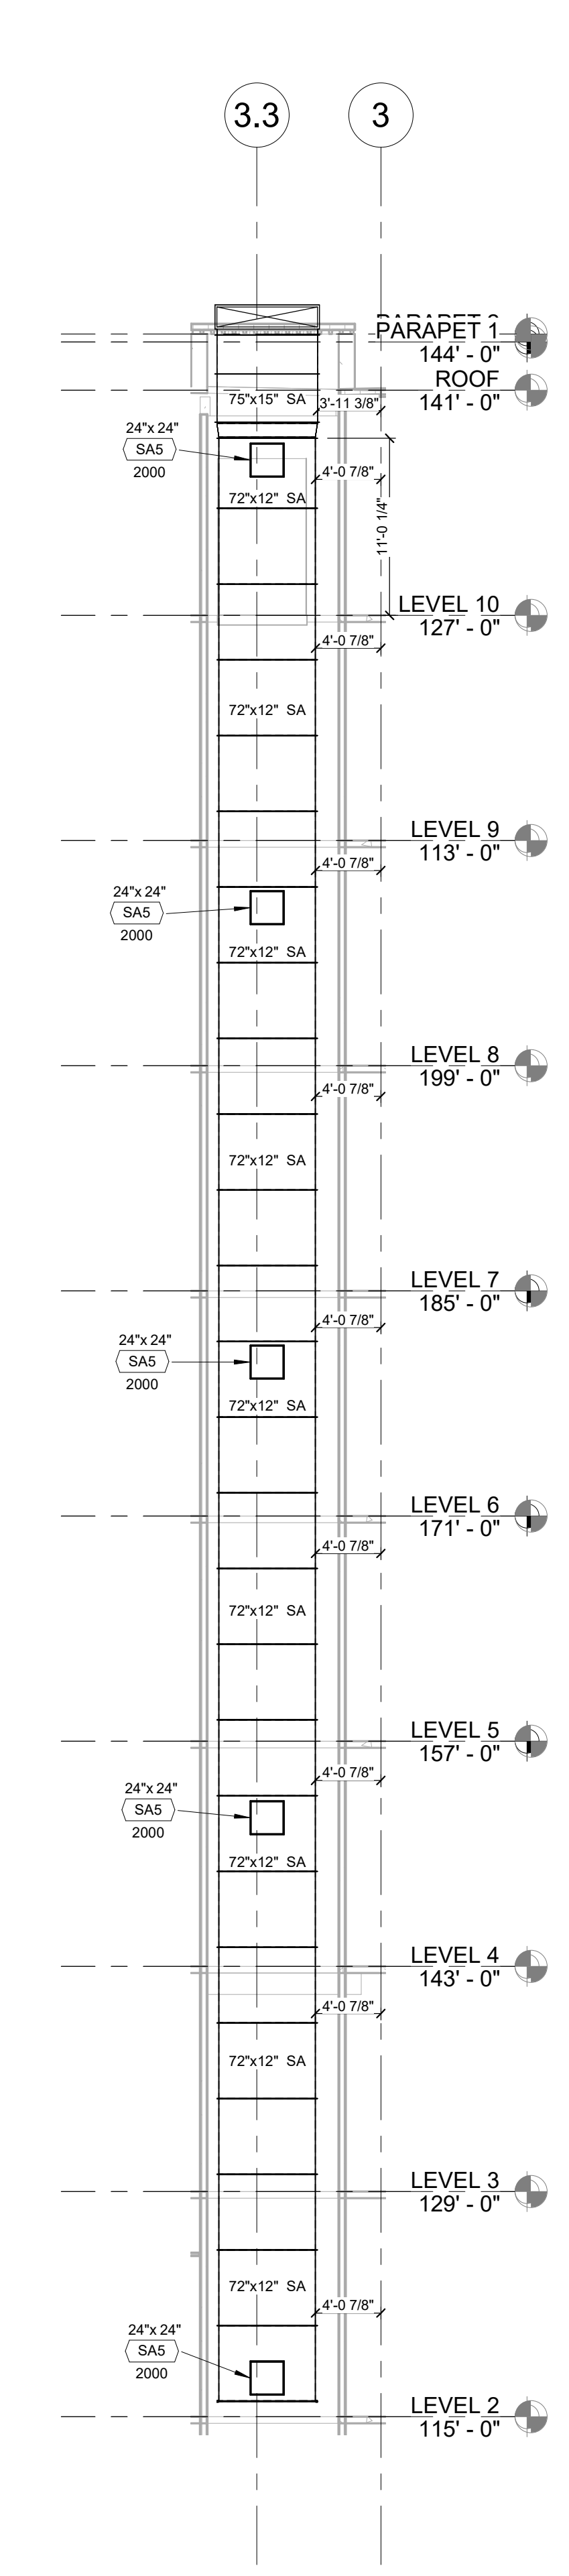 3.3
3
PARAPET 1
144' - 0"
ROOF
141' - 0"
75"x15" SA
3'-11 3/8"
24"x 24"
SA5
2000
4'-0 7/8"
72"x12" SA
11'-0 1/4"
LEVEL 10
127' - 0"
4'-0 7/8"
72"x12" SA
LEVEL 9
113' - 0"
4'-0 7/8"
24"x 24"
SA5
2000
72"x12" SA
LEVEL 8
199' - 0"
4'-0 7/8"
72"x12" SA
LEVEL 7
185' - 0"
4'-0 7/8"
24"x 24"
SA5
2000
72"x12" SA
LEVEL 6
171' - 0"
4'-0 7/8"
72"x12" SA
LEVEL 5
157' - 0"
4'-0 7/8"
24"x 24"
SA5
2000
72"x12" SA
LEVEL 4
143' - 0"
4'-0 7/8"
72"x12" SA
LEVEL 3
129' - 0"
72"x12" SA
4'-0 7/8"
24"x 24"
SA5
2000
LEVEL 2
115' - 0"